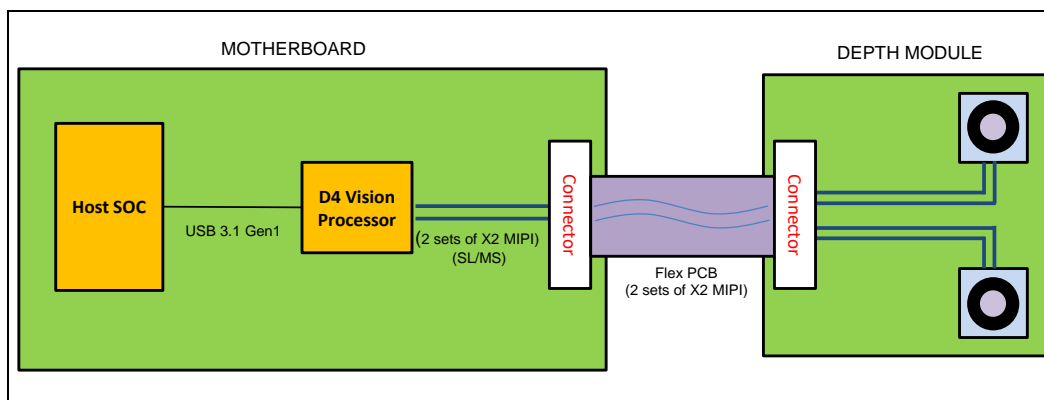 MOTHERBOARD
DEPTH MODULE
Host SOC
USB 3.1 Gen1
D4 Vision
Processor
(2 sets of X2 MIPI)
(SL/MS)
Connector
Flex PCB
(2 sets of X2 MIPI)
Connector